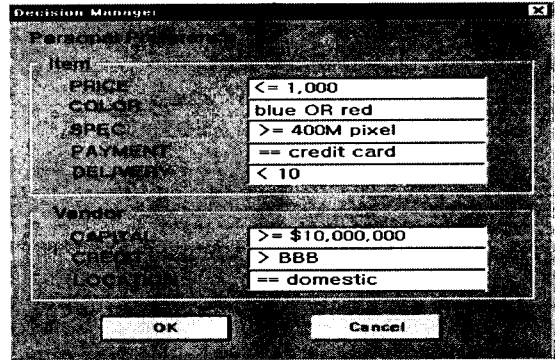 Decision Manager
Personal Preference
Item
PRICE <= 1,000
COLOR blue OR red
SPEC >= 400M pixel
PAYMENT == credit card
DELIVERY < 10
Vendor
CAPITAL >= $10,000,000
CREDIT > BBB
LOCATION == domestic
OK Cancel